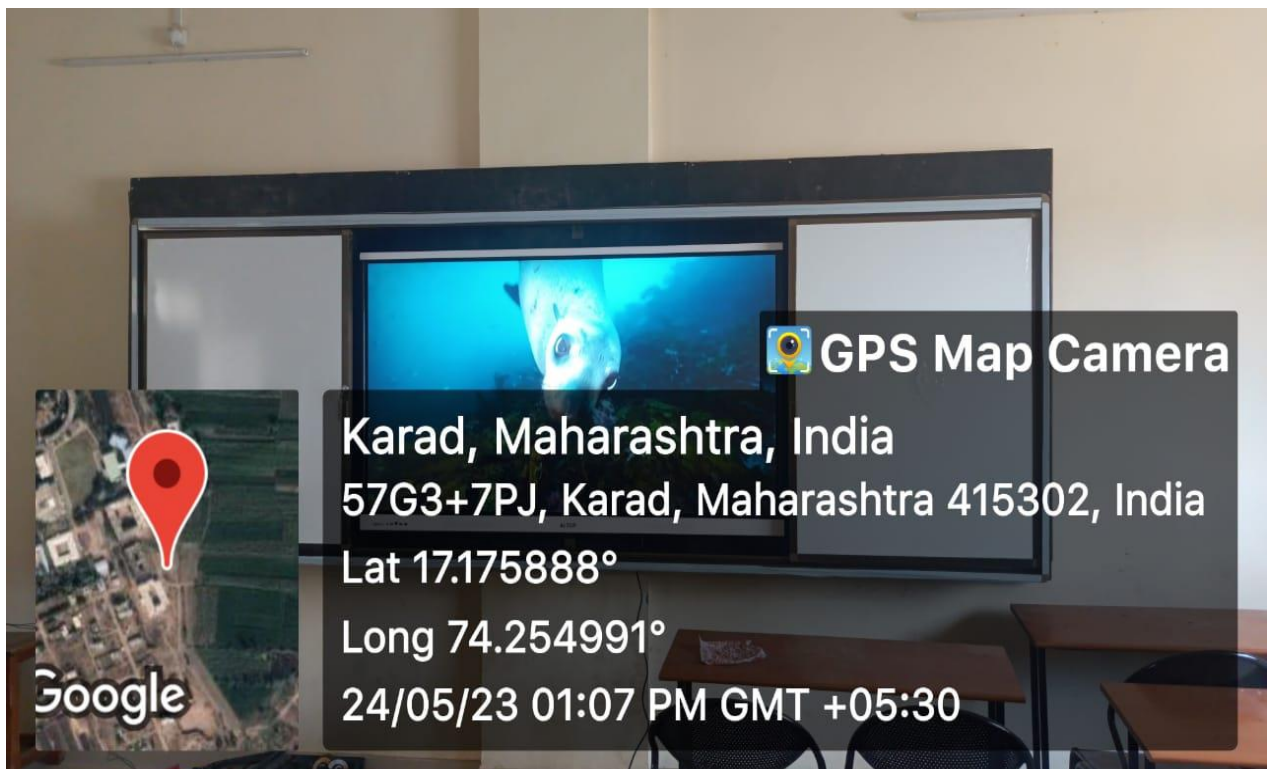 GPS Map Camera
Karad, Maharashtra, India
57G3+7PJ, Karad, Maharashtra 415302, India
Lat 17.175888°
Long 74.254991°
24/05/23 01:07 PM GMT +05:30
Google